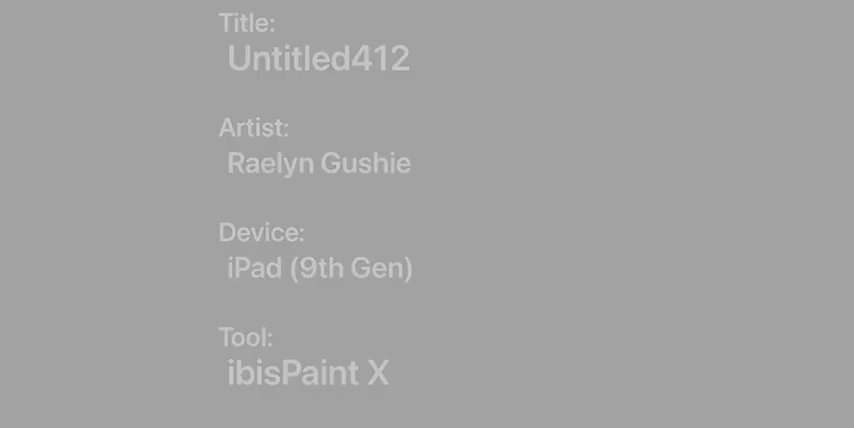 Title:
Untitled412
Artist:
Raelyn Gushie
Device:
iPad (9th Gen)
Tool:
ibisPaint X